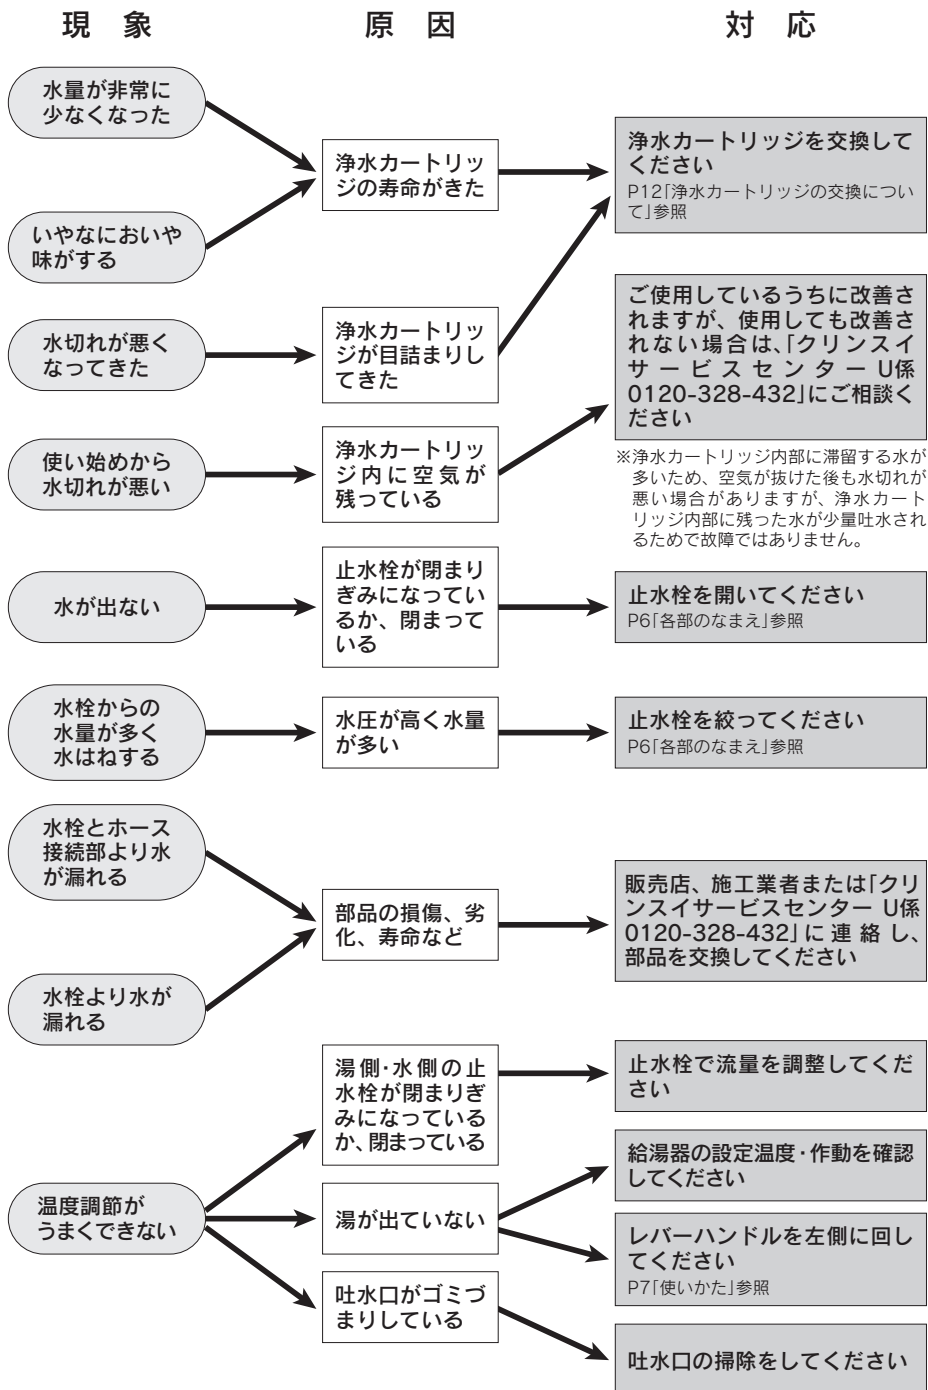 現 象
原 因
対 応
水量が非常に
少なくなった
いやなにおいや
味がする
浄水カートリッ
ジの寿命がきた
浄水カートリッジを交換して
ください
P12「浄水カートリッジの交換につい
て」参照
水切れが悪く
なってきた
浄水カートリッ
ジが目詰まりし
てきた
使い始めから
水切れが悪い
浄水カートリッ
ジ内に空気が
残っている
ご使用しているうちに改善さ
れますが、使用しても改善さ
れない場合は、「クリンスイ
サービスセンターU係
0120-328-432」にご相談く
ださい
※浄水カートリッジ内部に滞留する水が
多いため、空気が抜けた後も水切れが
悪い場合がありますが、浄水カート
リッジ内部に残った水が少量吐水され
るためで故障ではありません。
水が出ない
止水栓が閉まり
ぎみになってい
るか、閉まって
いる
止水栓を開いてください
P6「各部のなまえ」参照
水栓からの
水量が多く
水はねする
水圧が高く水量
が多い
止水栓を絞ってください
P6「各部のなまえ」参照
水栓とホース
接続部より水
が漏れる
水栓より水が
漏れる
部品の損傷、劣
化、寿命など
販売店、施工業者または「クリ
ンスイサービスセンター U係
0120-328-432」に連絡し、
部品を交換してください
温度調節が
うまくできない
湯側・水側の止
水栓が閉まりぎ
みになっている
か、閉まっている
止水栓で流量を調整してくだ
さい
湯が出ていない
給湯器の設定温度・作動を確認
してください
レバーハンドルを左側に回し
てください
P7「使いかた」参照
吐水口がゴミづ
まりしている
吐水口の掃除をしてください